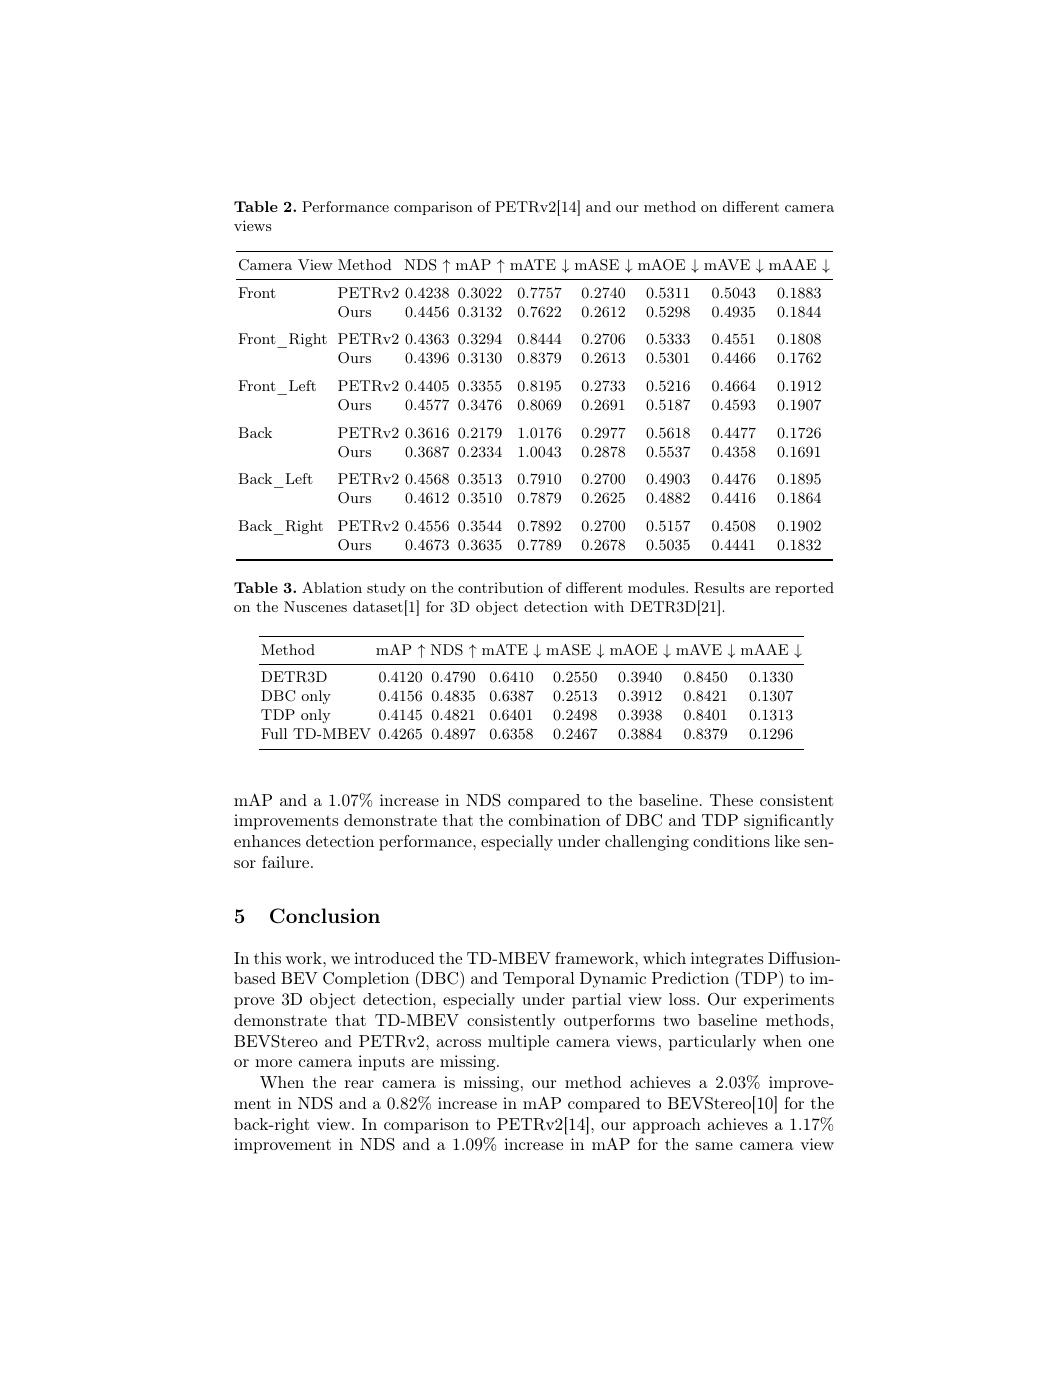 Table 2. Performance comparison of PETRv2[14] and our method on different camera
views
Camera View Method NDS ↑ mAP ↑ mATE ↓ mASE ↓ mAOE ↓ mAVE ↓ mAAE ↓
Front PETRv2 0.4238 0.3022 0.7757 0.2740 0.5311 0.5043 0.1883
Ours 0.4456 0.3132 0.7622 0.2612 0.5298 0.4935 0.1844
Front_Right PETRv2 0.4363 0.3294 0.8444 0.2706 0.5333 0.4551 0.1808
Ours 0.4396 0.3130 0.8379 0.2613 0.5301 0.4466 0.1762
Front_Left PETRv2 0.4405 0.3355 0.8195 0.2733 0.5216 0.4664 0.1912
Ours 0.4577 0.3476 0.8069 0.2691 0.5187 0.4593 0.1907
Back PETRv2 0.3616 0.2179 1.0176 0.2977 0.5618 0.4477 0.1726
Ours 0.3687 0.2334 1.0043 0.2878 0.5537 0.4358 0.1691
Back_Left PETRv2 0.4568 0.3513 0.7910 0.2700 0.4903 0.4476 0.1895
Ours 0.4612 0.3510 0.7879 0.2625 0.4882 0.4416 0.1864
Back_Right PETRv2 0.4556 0.3544 0.7892 0.2700 0.5157 0.4508 0.1902
Ours 0.4673 0.3635 0.7789 0.2678 0.5035 0.4441 0.1832
Table 3. Ablation study on the contribution of different modules. Results are reported
on the Nuscenes dataset[1] for 3D object detection with DETR3D[21].
Method mAP ↑ NDS ↑ mATE ↓ mASE ↓ mAOE ↓ mAVE ↓ mAAE ↓
DETR3D 0.4120 0.4790 0.6410 0.2550 0.3940 0.8450 0.1330
DBC only 0.4156 0.4835 0.6387 0.2513 0.3912 0.8421 0.1307
TDP only 0.4145 0.4821 0.6401 0.2498 0.3938 0.8401 0.1313
Full TD-MBEV 0.4265 0.4897 0.6358 0.2467 0.3884 0.8379 0.1296
mAP and a 1.07% increase in NDS compared to the baseline. These consistent
improvements demonstrate that the combination of DBC and TDP significantly
enhances detection performance, especially under challenging conditions like sen-
sor failure.
5 Conclusion
In this work, we introduced the TD-MBEV framework, which integrates Diffusion-
based BEV Completion (DBC) and Temporal Dynamic Prediction (TDP) to im-
prove 3D object detection, especially under partial view loss. Our experiments
demonstrate that TD-MBEV consistently outperforms two baseline methods,
BEVStereo and PETRv2, across multiple camera views, particularly when one
or more camera inputs are missing.
When the rear camera is missing, our method achieves a 2.03% improve-
ment in NDS and a 0.82% increase in mAP compared to BEVStereo[10] for the
back-right view. In comparison to PETRv2[14], our approach achieves a 1.17%
improvement in NDS and a 1.09% increase in mAP for the same camera view